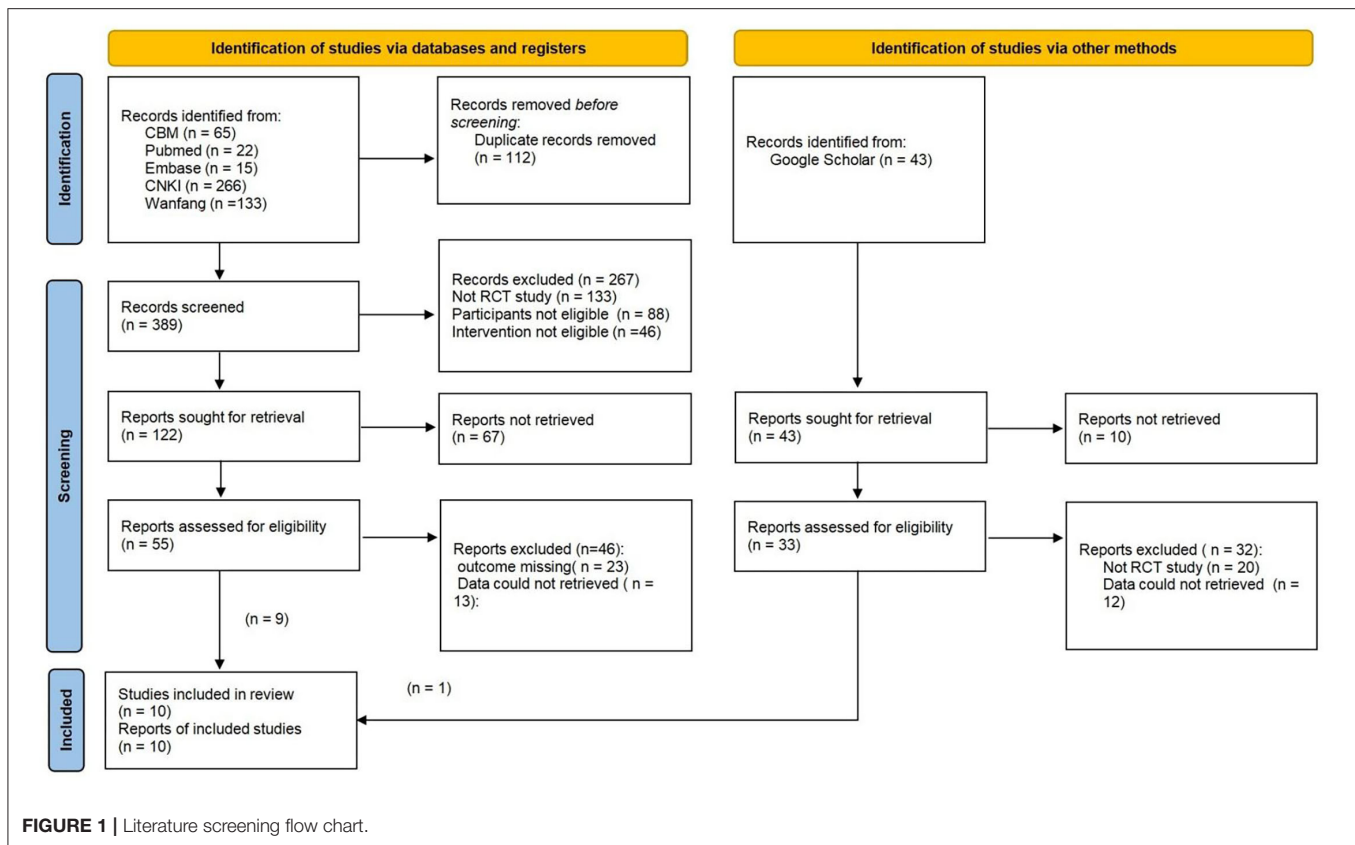 Identification of studies via databases and registers
Identification of studies via other methods
Identification
Records identified from:
CBM (n = 65)
Pubmed (n = 22)
Embase (n = 15)
CNKI (n = 266)
Wanfang (n =133)
Records removed before
screening:
Duplicate records removed
(n = 112)
Records identified from:
Google Scholar (n = 43)
Screening
Records screened
(n = 389)
Records excluded (n = 267)
Not RCT study (n = 133)
Participants not eligible (n = 88)
Intervention not eligible (n =46)
Reports sought for retrieval
(n = 122)
Reports not retrieved
(n = 67)
Reports sought for retrieval
(n = 43)
Reports not retrieved
(n = 10)
Reports assessed for eligibility
(n = 55)
Reports excluded (n=46):
outcome missing( n = 23)
Data could not retrieved ( n =
13):
Reports assessed for eligibility
(n = 33)
Reports excluded ( n = 32):
Not RCT study (n = 20)
Data could not retrieved (n =
12)
(n = 9)
(n = 1)
Included
Studies included in review
(n = 10)
Reports of included studies
(n = 10)
FIGURE 1 | Literature screening flow chart.